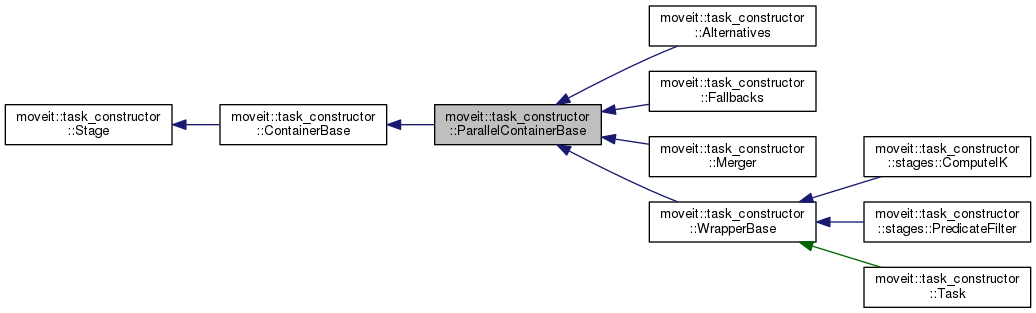 moveit::task_constructor
::Stage
moveit::task_constructor
::ContainerBase
moveit::task_constructor
::ParallelContainerBase
moveit::task_constructor
::Alternatives
moveit::task_constructor
::Fallbacks
moveit::task_constructor
::Merger
moveit::task_constructor
::WrapperBase
moveit::task_constructor
::stages::ComputeIK
moveit::task_constructor
::stages::PredicateFilter
moveit::task_constructor
::Task